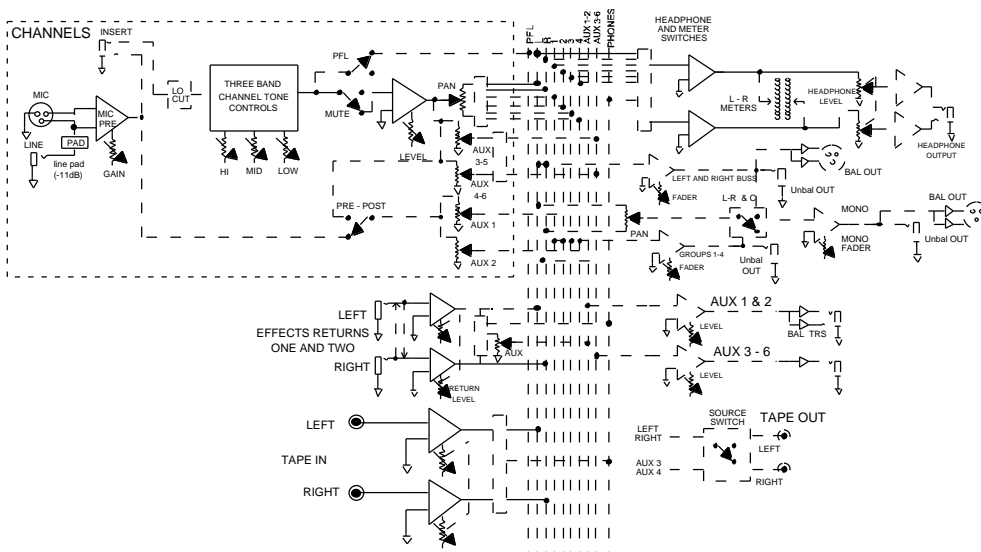 CHANNELS
INSERT
PFL
L
R
1
2
3
4
AUX 1-2
AUX 3-6
PHONES
HEADPHONE
AND METER
SWITCHES
PFL
MIC
MIC
PRE
LINE
PAD
line pad
(-11dB)
GAIN
LO
CUT
THREE BAND
CHANNEL TONE
CONTROLS
HI
MID
LOW
MUTE
LEVEL
PAN
AUX
3-5
AUX
4-6
AUX 1
AUX 2
PRE - POST
L - R
METERS
HEADPHONE
LEVEL
HEADPHONE
OUTPUT
LEFT AND RIGHT BUSS
FADER
BAL OUT
Unbal OUT
L-R & C
PAN
MONO
MONO
FADER
BAL OUT
Unbal OUT
GROUPS 1-4
FADER
Unbal
OUT
LEFT
EFFECTS RETURNS
ONE AND TWO
RIGHT
RETURN
LEVEL
AUX
AUX 1 & 2
LEVEL
BAL TRS
AUX 3 - 6
LEVEL
LEFT
TAPE IN
RIGHT
SOURCE
SWITCH
TAPE OUT
LEFT
RIGHT
AUX 3
AUX 4
LEFT
RIGHT